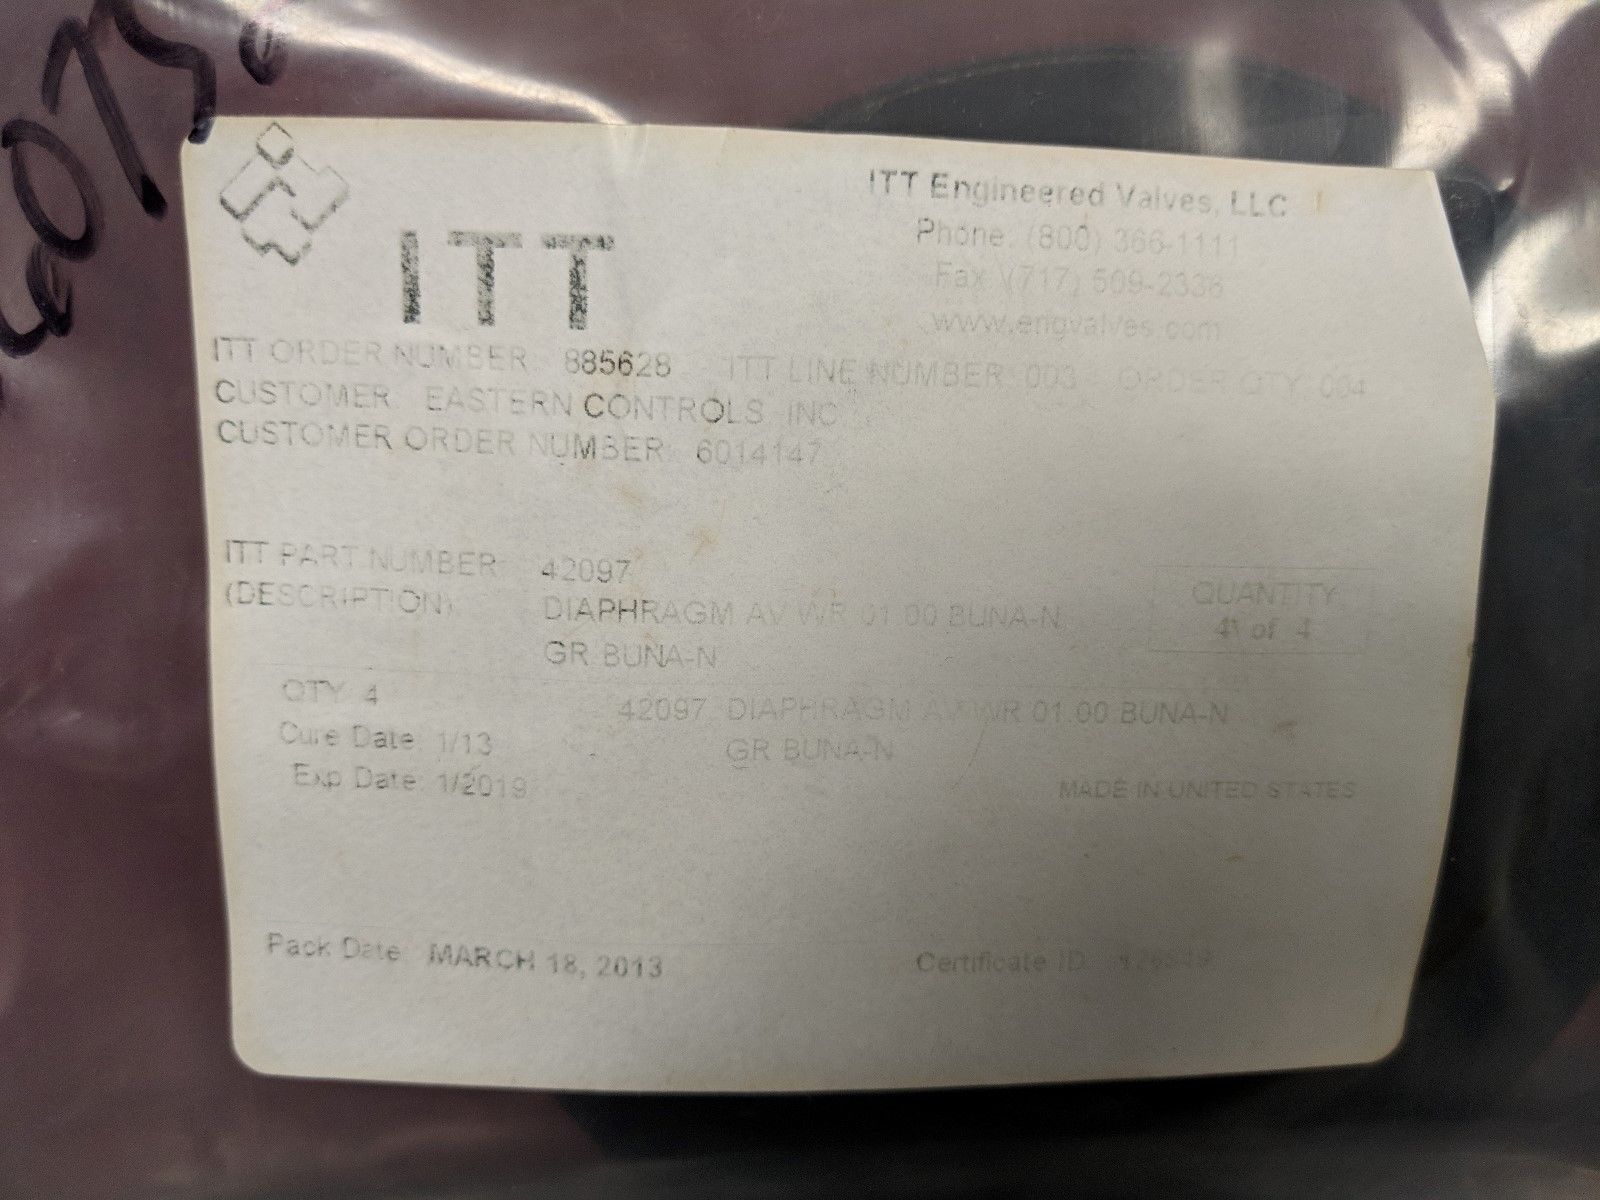 ITT
ITT Engineered Valves, LLC
Phone: (800) 366-1111
Fax (717) 509-2336
www.engvalves.com
ITT ORDER NUMBER: 885628 ITT LINE NUMBER 003 ORDER QTY 004
CUSTOMER: EASTERN CONTROLS INC
CUSTOMER ORDER NUMBER: 6014147
ITT PART NUMBER: 42097
(DESCRIPTION): DIAPHRAGM AV WR 01.00 BUNA-N
GR BUNA-N
QUANTITY
4 of 4
QTY 4 42097 DIAPHRAGM AV WR 01.00 BUNA-N
GR BUNA-N
Cure Date: 1/13
Exp Date: 1/2019
MADE IN UNITED STATES
Pack Date: MARCH 18, 2013
Certificate ID